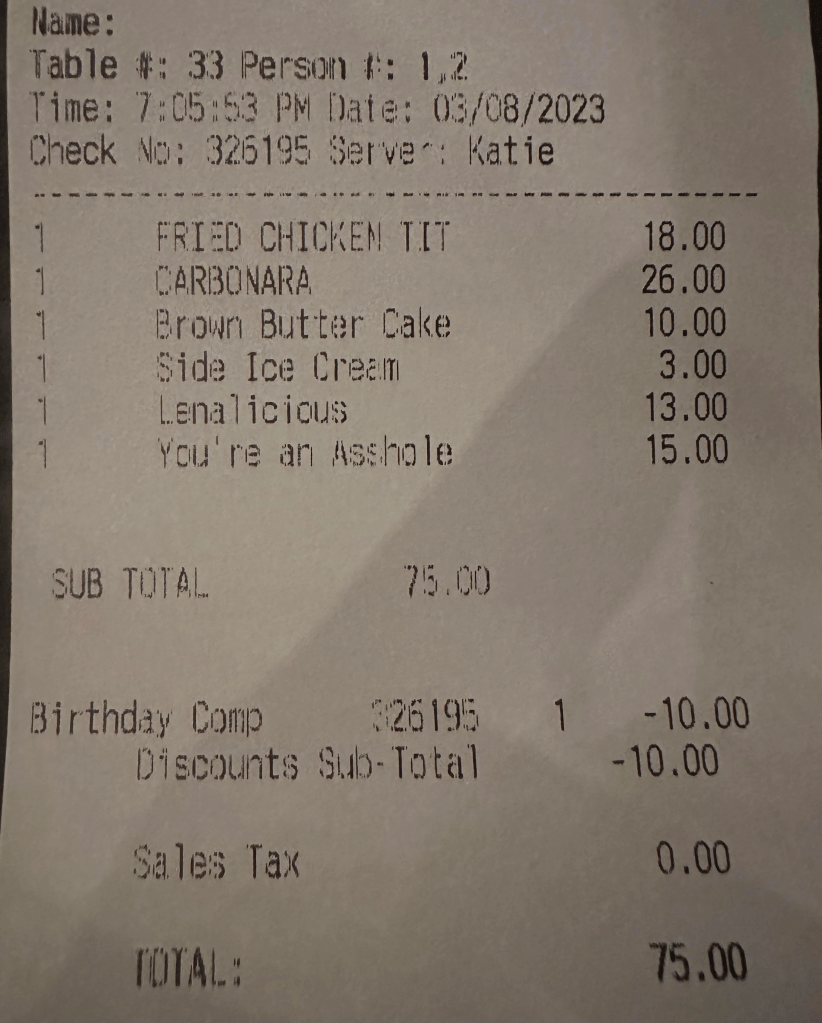 Name:
Table #: 33 Person #: 1,2
Time: 7:05:53 PM Date: 03/08/2023
Check No: 326195 Server: Katie
------------------------------------------
1 FRIED CHICKEN TIT 18.00
1 CARBONARA 26.00
1 Brown Butter Cake 10.00
1 Side Ice Cream 3.00
1 Lenalicious 13.00
1 You're an Asshole 15.00
SUB TOTAL 75.00
Birthday Comp 326195 1 -10.00
Discounts Sub-Total -10.00
Sales Tax 0.00
TOTAL: 75.00